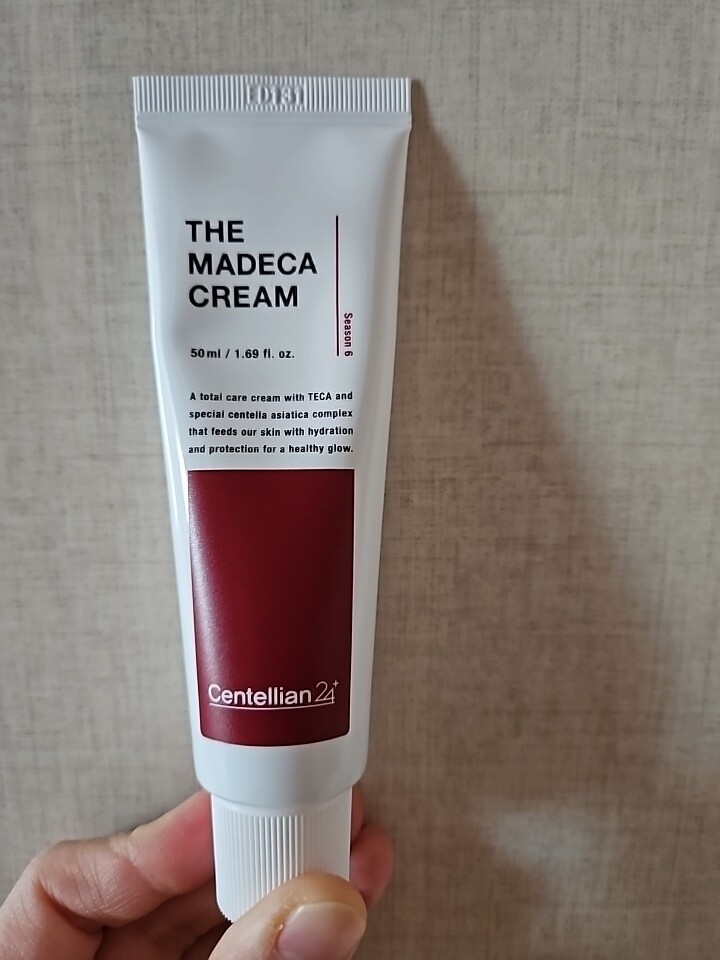 THE
MADECA
CREAM
Season 6
50ml / 1.69 fl. oz.
A total care cream with TECA and
special centella asiatica complex
that feeds our skin with hydration
and protection for a healthy glow.
Centellian24+